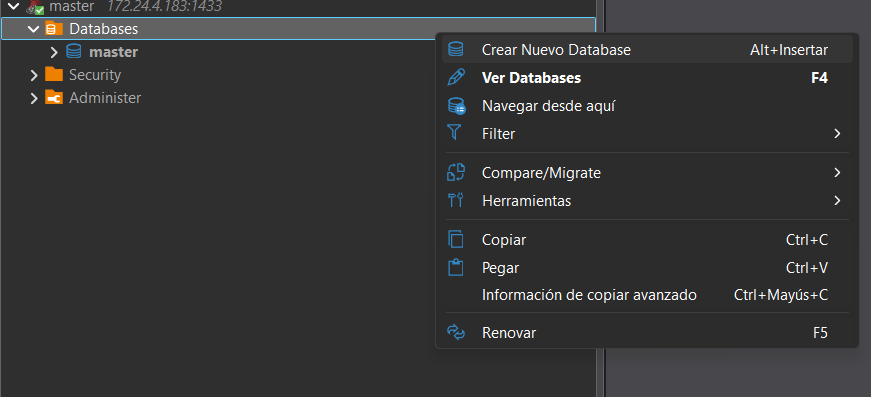 master 172.24.4.183:1433
Databases
master
Security
Administer
Crear Nuevo Database Alt+Insertar
Ver Databases F4
Navegar desde aquí
Filter
Compare/Migrate
Herramientas
Copiar Ctrl+C
Pegar Ctrl+V
Información de copiar avanzado Ctrl+Mayús+C
Renovar F5